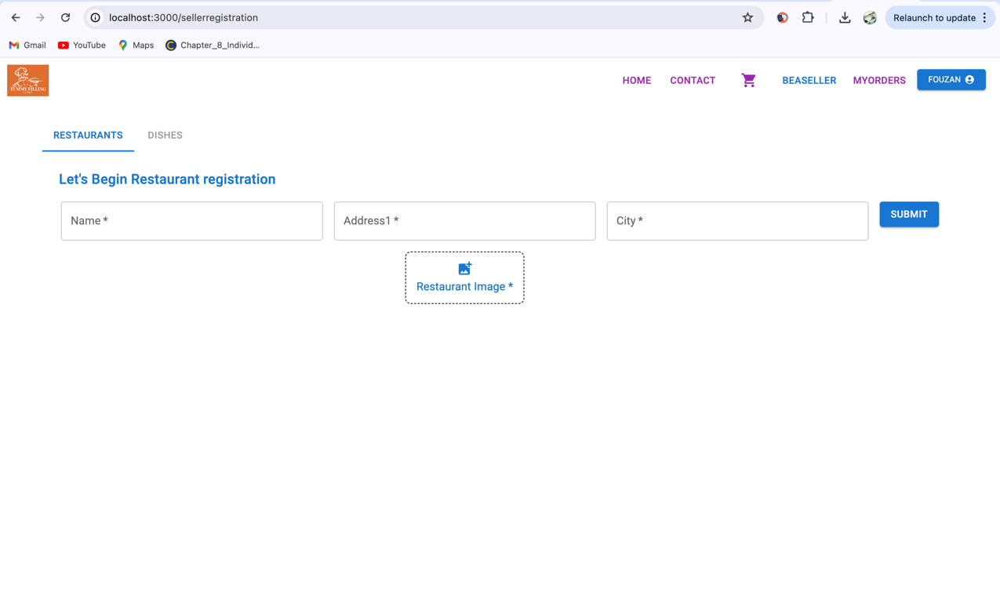 localhost:3000/sellerregistration
Relaunch to update
Gmail
YouTube
Maps
Chapter_8_Individ...
TUMMY FILLING
HOME
CONTACT
BEASELLER
MYORDERS
FOUZAN
RESTAURANTS
DISHES
Let's Begin Restaurant registration
Name *
Address1 *
City *
SUBMIT
Restaurant Image *